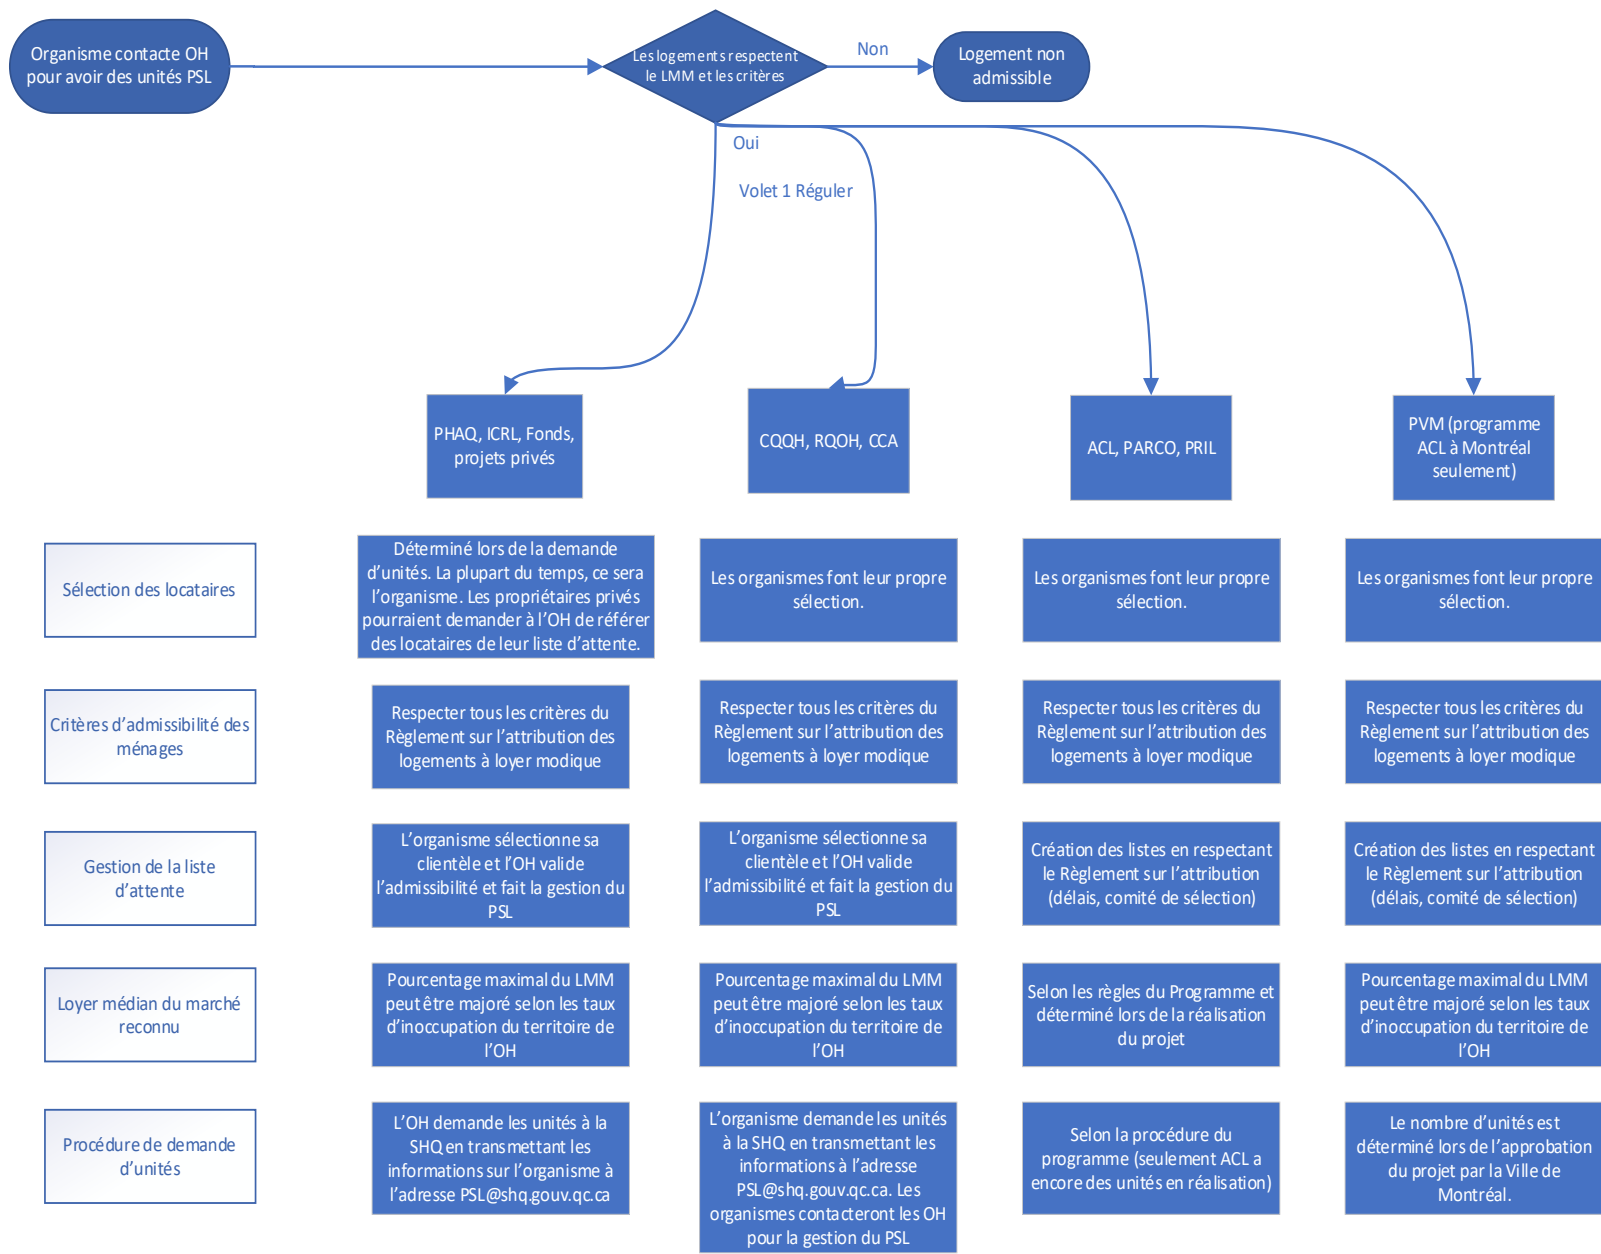 Organisme contacte OH
pour avoir des unités PSL
Les logements respectent
le LMM et les critères
Non
Logement non
admissible
Oui
Volet 1 Réguler
PHAQ, ICRL, Fonds,
projets privés
CQQH, RQOH, CCA
ACL, PARCO, PRIL
PVM (programme
ACL à Montréal
seulement)
Sélection des locataires
Déterminé lors de la demande
d’unités. La plupart du temps, ce sera
l’organisme. Les propriétaires privés
pourraient demander à l’OH de référer
des locataires de leur liste d’attente.
Les organismes font leur propre
sélection.
Les organismes font leur propre
sélection.
Les organismes font leur propre
sélection.
Critères d’admissibilité des
ménages
Respecter tous les critères du
Règlement sur l’attribution des
logements à loyer modique
Respecter tous les critères du
Règlement sur l’attribution des
logements à loyer modique
Respecter tous les critères du
Règlement sur l’attribution des
logements à loyer modique
Respecter tous les critères du
Règlement sur l’attribution des
logements à loyer modique
Gestion de la liste
d’attente
L’organisme sélectionne sa
clientèle et l’OH valide
l’admissibilité et fait la gestion du
PSL
L’organisme sélectionne sa
clientèle et l’OH valide
l’admissibilité et fait la gestion du
PSL
Création des listes en respectant
le Règlement sur l’attribution
(délais, comité de sélection)
Création des listes en respectant
le Règlement sur l’attribution
(délais, comité de sélection)
Loyer médian du marché
reconnu
Pourcentage maximal du LMM
peut être majoré selon les taux
d’inoccupation du territoire de
l’OH
Pourcentage maximal du LMM
peut être majoré selon les taux
d’inoccupation du territoire de
l’OH
Selon les règles du Programme et
déterminé lors de la réalisation
du projet
Pourcentage maximal du LMM
peut être majoré selon les taux
d’inoccupation du territoire de
l’OH
Procédure de demande
d’unités
L’OH demande les unités à la
SHQ en transmettant les
informations sur l’organisme à
l’adresse PSL@shq.gouv.qc.ca
L’organisme demande les unités
à la SHQ en transmettant les
informations à l’adresse
PSL@shq.gouv.qc.ca. Les
organismes contacteront les OH
pour la gestion du PSL
Selon la procédure du
programme (seulement ACL a
encore des unités en réalisation)
Le nombre d’unités est
déterminé lors de l’approbation
du projet par la Ville de
Montréal.